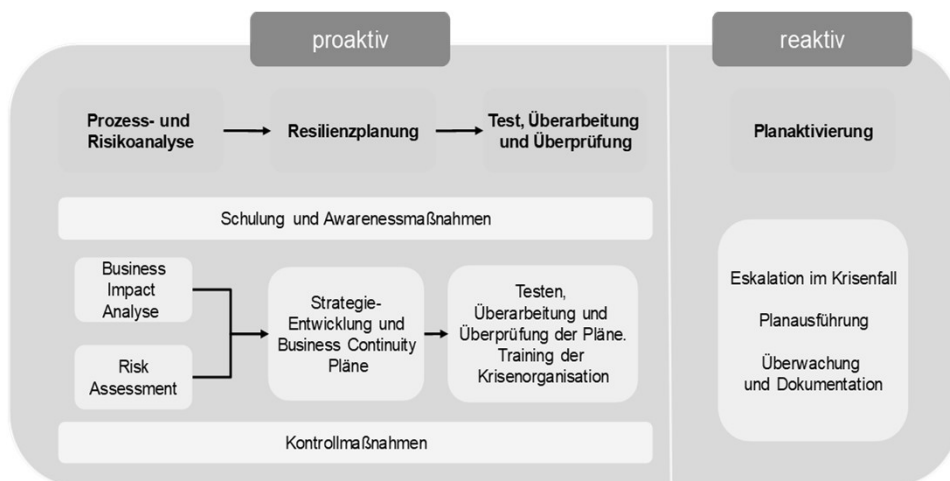 proaktiv
reaktiv
Prozess- und
Risikoanalyse
Resilienzplanung
Test, Überarbeitung
und Überprüfung
Planaktivierung
Schulung und Awarenessmaßnahmen
Business
Impact
Analyse
Risk
Assessment
Strategie-
Entwicklung und
Business Continuity
Pläne
Testen,
Überarbeitung und
Überprüfung der Pläne.
Training der
Krisenorganisation
Eskalation im Krisenfall
Planausführung
Überwachung
und Dokumentation
Kontrollmaßnahmen